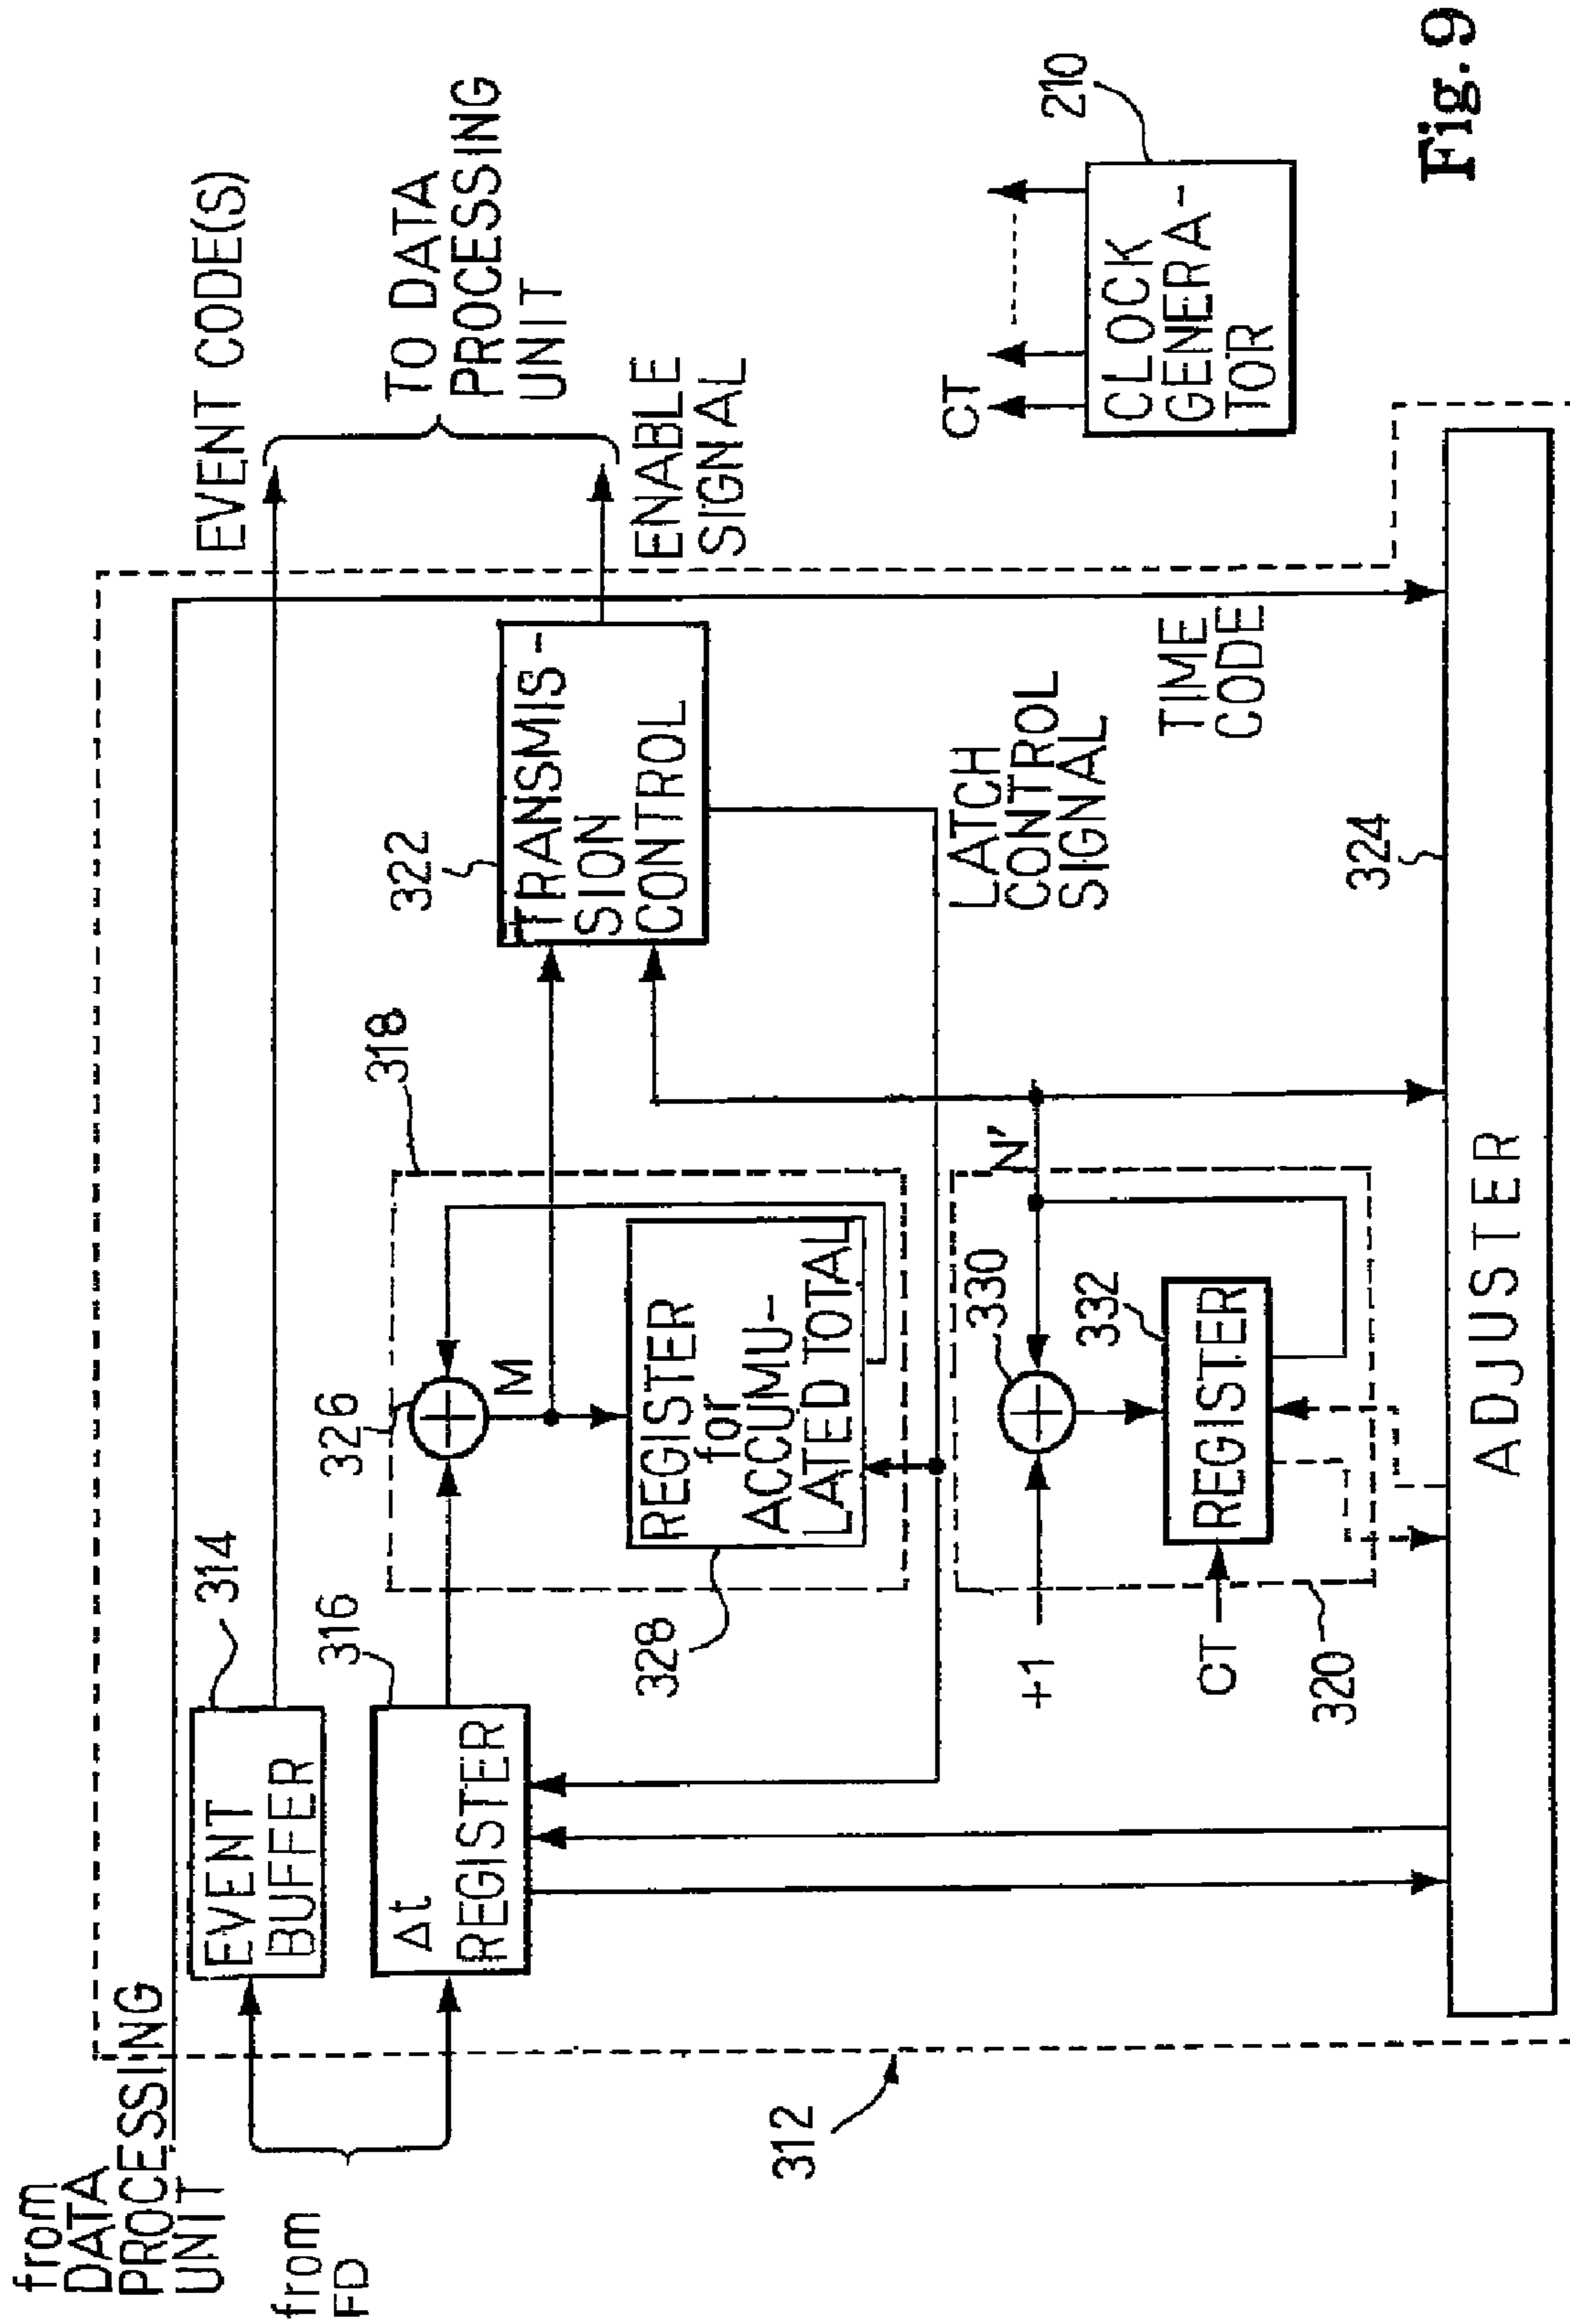 from
DATA
PROCESSING
UNIT
from
FD
312
EVENT
BUFFER
314
Δt
REGISTER
316
326
M
318
REGISTER
for
ACCUMU-
LATED TOTAL
328
322
TRANSMIS-
SION
CONTROL
EVENT CODE(S)
TO DATA
PROCESSING
UNIT
ENABLE
SIGNAL
LATCH
CONTROL
SIGNAL
+1
330
N'
332
REGISTER
CT
320
TIME
CODE
324
ADJUSTER
CT
210
CLOCK
GENERA-
TOR
Fig. 9